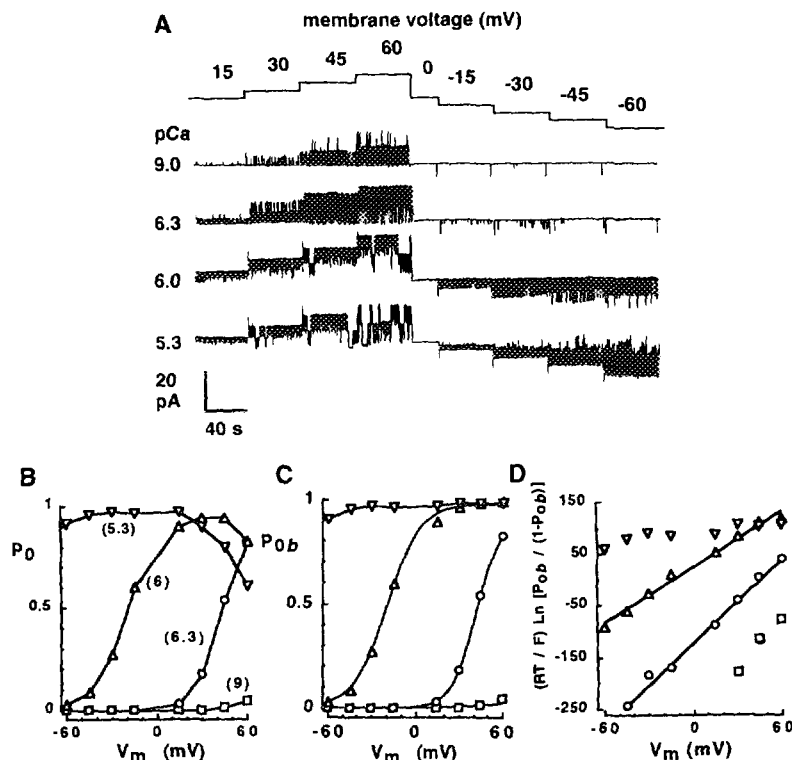 A
membrane voltage (mV)
15 30 45 60 0 -15 -30 -45 -60
pCa
9.0
6.3
6.0
5.3
20
pA
40 s
B
C
D
1
P0
0.5
0
(5.3)
(6)
(6.3)
(9)
-60 0 60
Vm (mV)
1
P0b
0.5
0
-60 0 60
Vm (mV)
(RT / F) Ln [P0b / (1-P0b)]
150
50
-50
-150
-250
-60 0 60
Vm (mV)